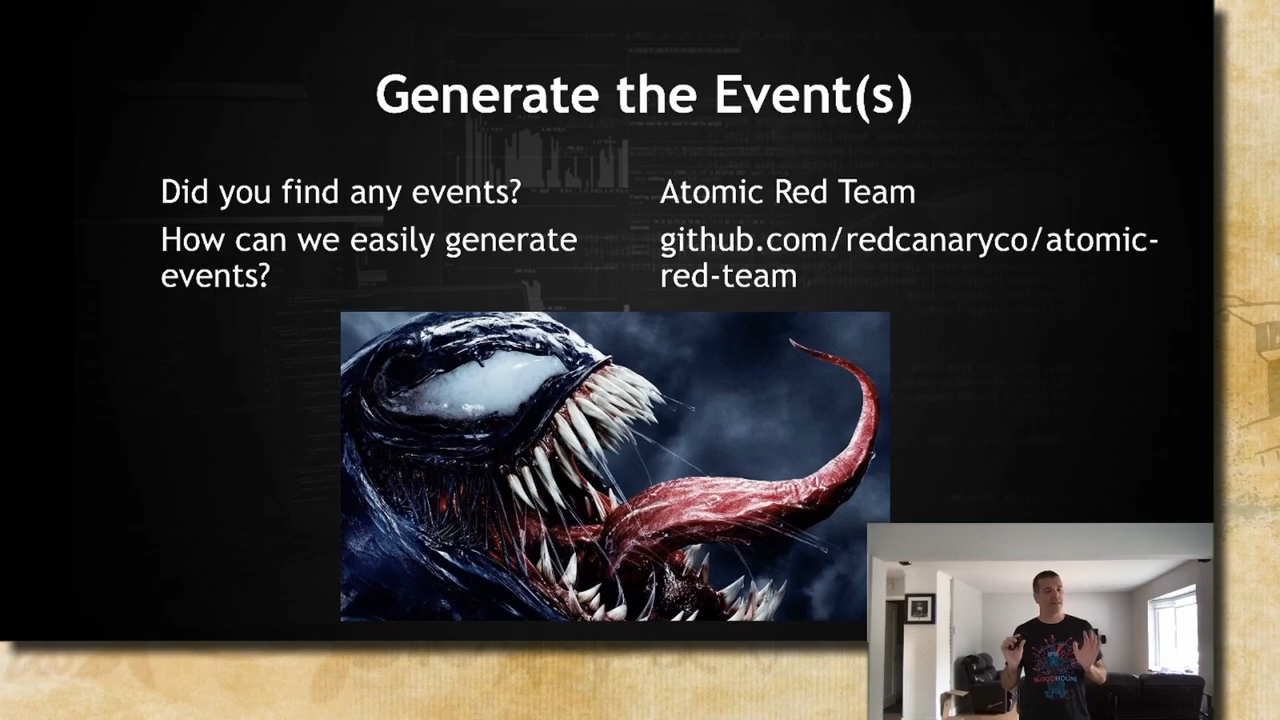 Generate the Event(s)
Did you find any events?
How can we easily generate
events?
Atomic Red Team
github.com/redcanaryco/atomic-
red-team
BLOODHOUND